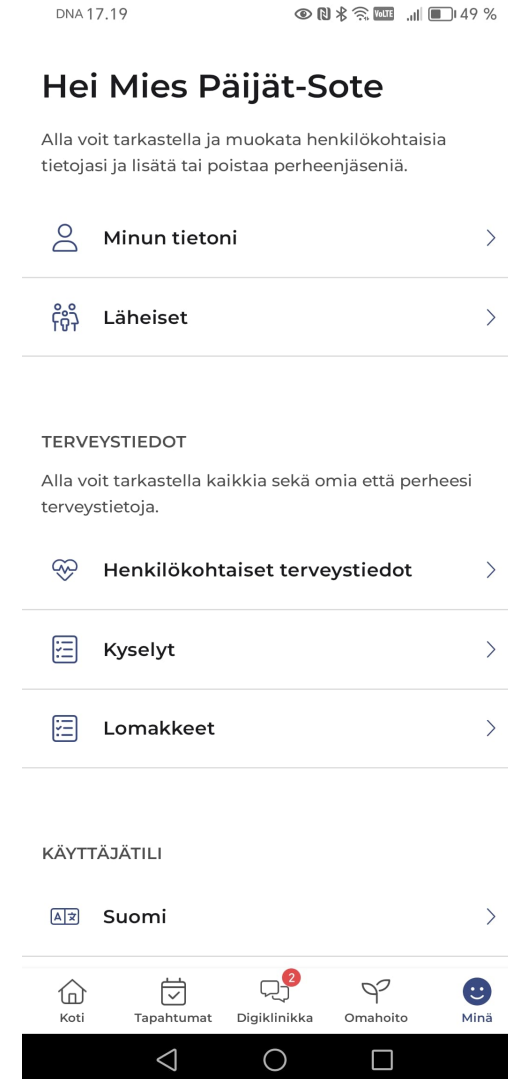 DNA 17.19
VoLTE
49 %
Hei Mies Päijät-Sote
Alla voit tarkastella ja muokata henkilökohtaisia
tietojasi ja lisätä tai poistaa perheenjäseniä.
Minun tietoni
Läheiset
TERVEYSTIEDOT
Alla voit tarkastella kaikkia sekä omia että perheesi
terveystietoja.
Henkilökohtaiset terveystiedot
Kyselyt
Lomakkeet
KÄYTTÄJÄTILI
Suomi
2
Koti Tapahtumat Digiklinikka Omahoito Minä